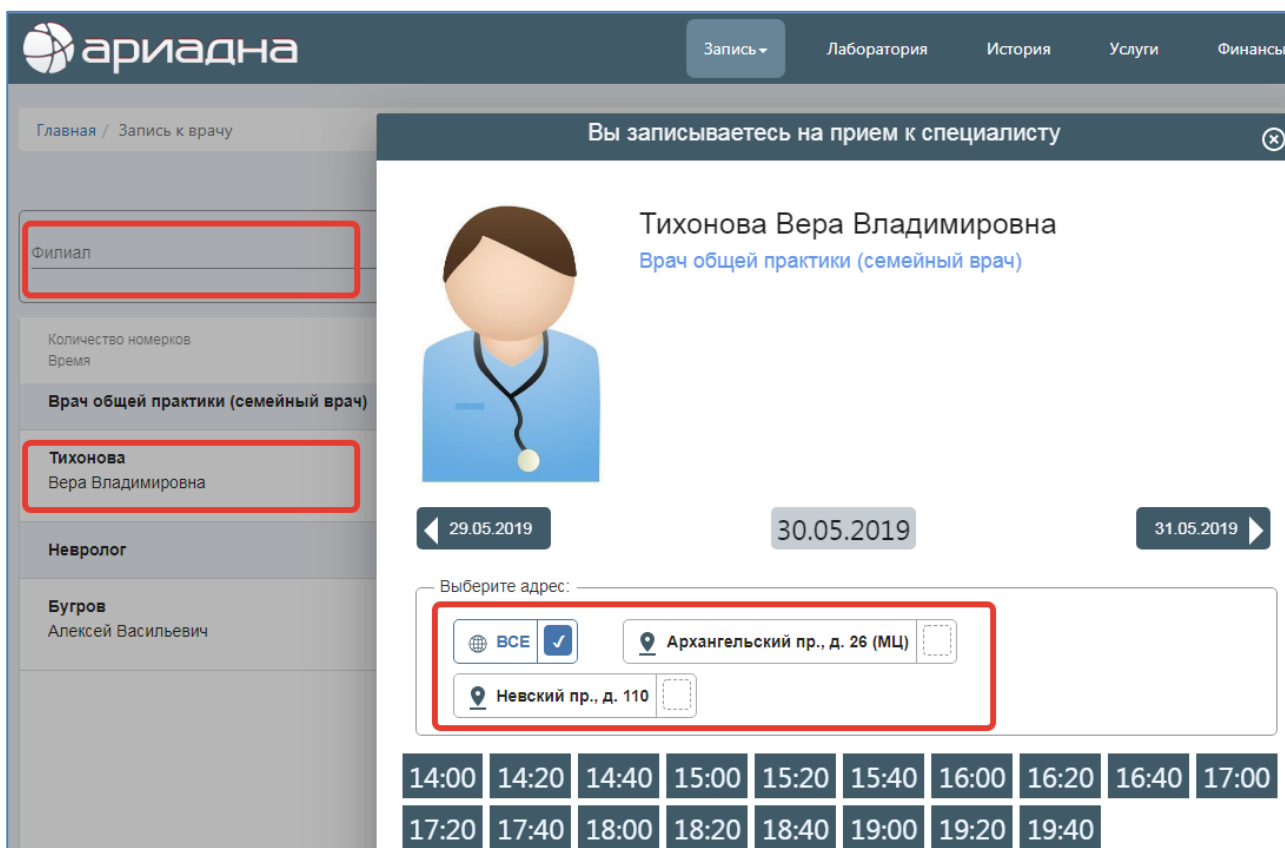 ариадна
Запись
Лаборатория
История
Услуги
Финансы
Главная / Запись к врачу
Вы записываетесь на прием к специалисту
Филиал
Количество номерков
Время
Врач общей практики (семейный врач)
Тихонова
Вера Владимировна
Невролог
Бугров
Алексей Васильевич
Тихонова Вера Владимировна
Врач общей практики (семейный врач)
29.05.2019
30.05.2019
31.05.2019
Выберите адрес:
ВСЕ
Архангельский пр., д. 26 (МЦ)
Невский пр., д. 110
14:00 14:20 14:40 15:00 15:20 15:40 16:00 16:20 16:40 17:00
17:20 17:40 18:00 18:20 18:40 19:00 19:20 19:40